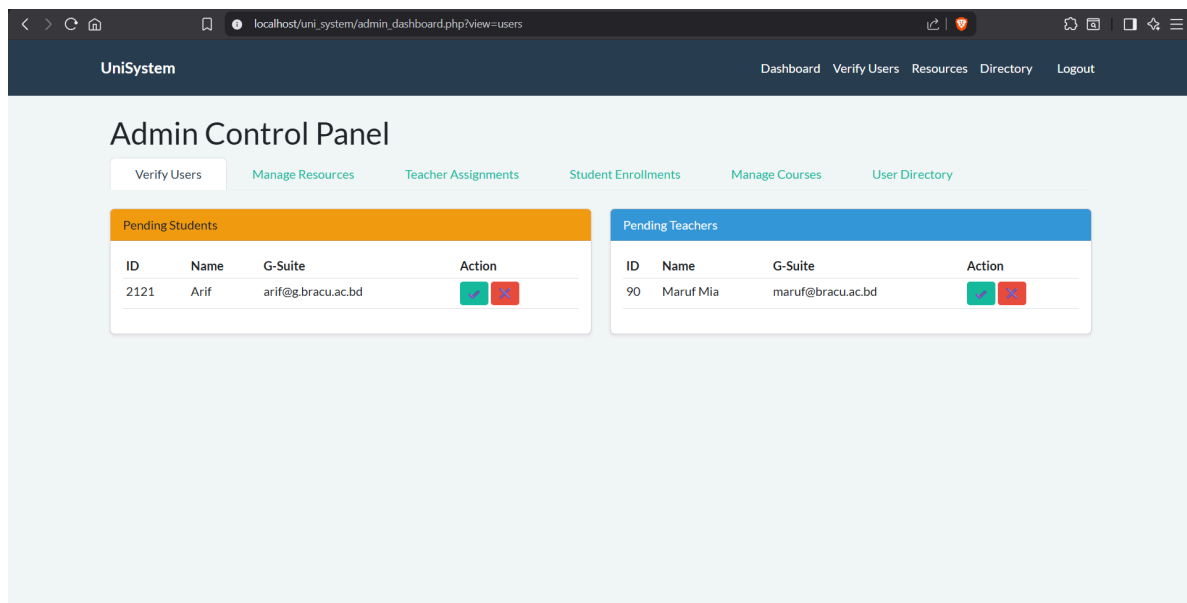 localhost/uni_system/admin_dashboard.php?view=users
UniSystem Dashboard Verify Users Resources Directory Logout
Admin Control Panel
Verify Users Manage Resources Teacher Assignments Student Enrollments Manage Courses User Directory
Pending Students
ID Name G-Suite Action
2121 Arif arif@g.bracu.ac.bd
Pending Teachers
ID Name G-Suite Action
90 Maruf Mia maruf@bracu.ac.bd